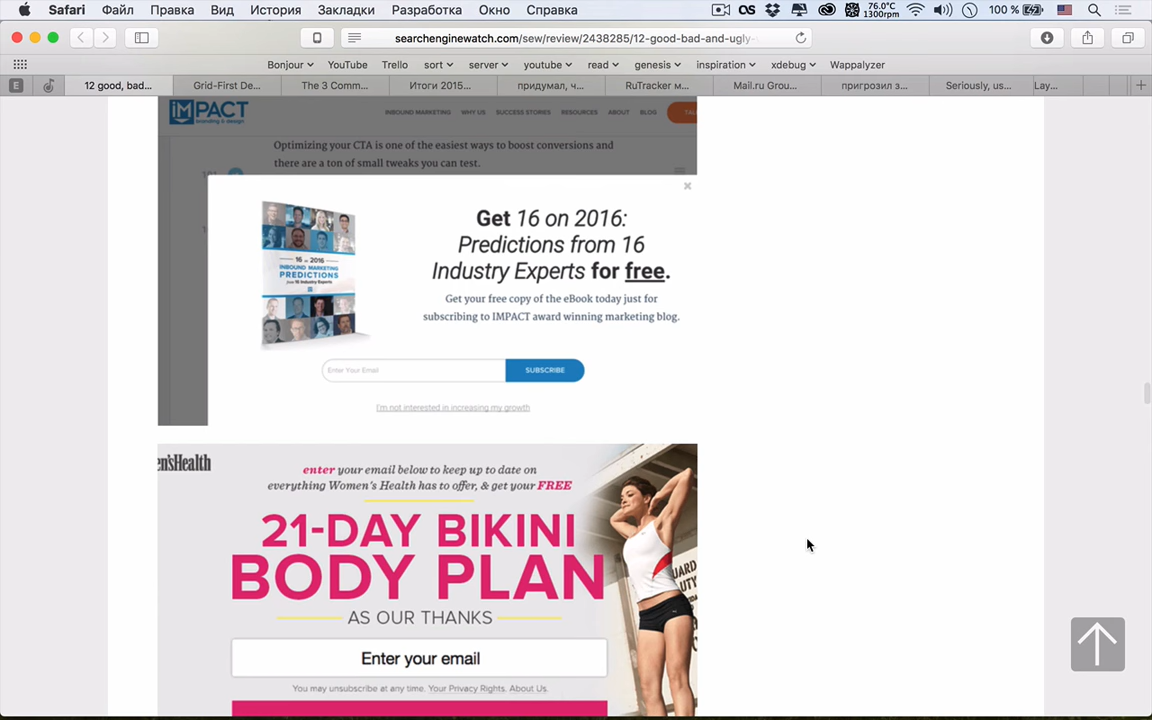 Safari Файл Правка Вид История Закладки Разработка Окно Справка
76.0°C
1300rpm
100 %
searchenginewatch.com/sew/review/2438285/12-good-bad-and-ugly-
Bonjour YouTube Trello sort server youtube read genesis inspiration xdebug Wappalyzer
E 12 good, bad... Grid-First De... The 3 Comm... Итоги 2015... придумал, ч... RuTracker м... Mail.ru Grou... пригрозил з... Seriously, us... Lay...
IMPACT
branding & design
INBOUND MARKETING WHY US SUCCESS STORIES RESOURCES ABOUT BLOG
Optimizing your CTA is one of the easiest ways to boost conversions and
there are a ton of small tweaks you can test.
Get 16 on 2016:
Predictions from 16
Industry Experts for free.
16 on 2016
INBOUND MARKETING
PREDICTIONS
from 16 Industry Experts
Get your free copy of the eBook today just for
subscribing to IMPACT award winning marketing blog.
Enter Your Email SUBSCRIBE
I'm not interested in increasing my growth
en'sHealth
enter your email below to keep up to date on
everything Women's Health has to offer, & get your FREE
21-DAY BIKINI
BODY PLAN
AS OUR THANKS
Enter your email
You may unsubscribe at any time. Your Privacy Rights. About Us.